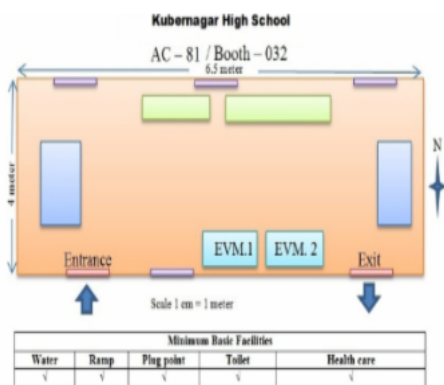 Kubernagar High School
AC – 81 / Booth – 032
6.5 meter
4 meter
N
EVM.1 EVM. 2
Entrance Exit
Scale 1 cm = 1 meter
Minimum Basic Facilities
Water Ramp Plug point Toilet Health care
√ √ √ √ √